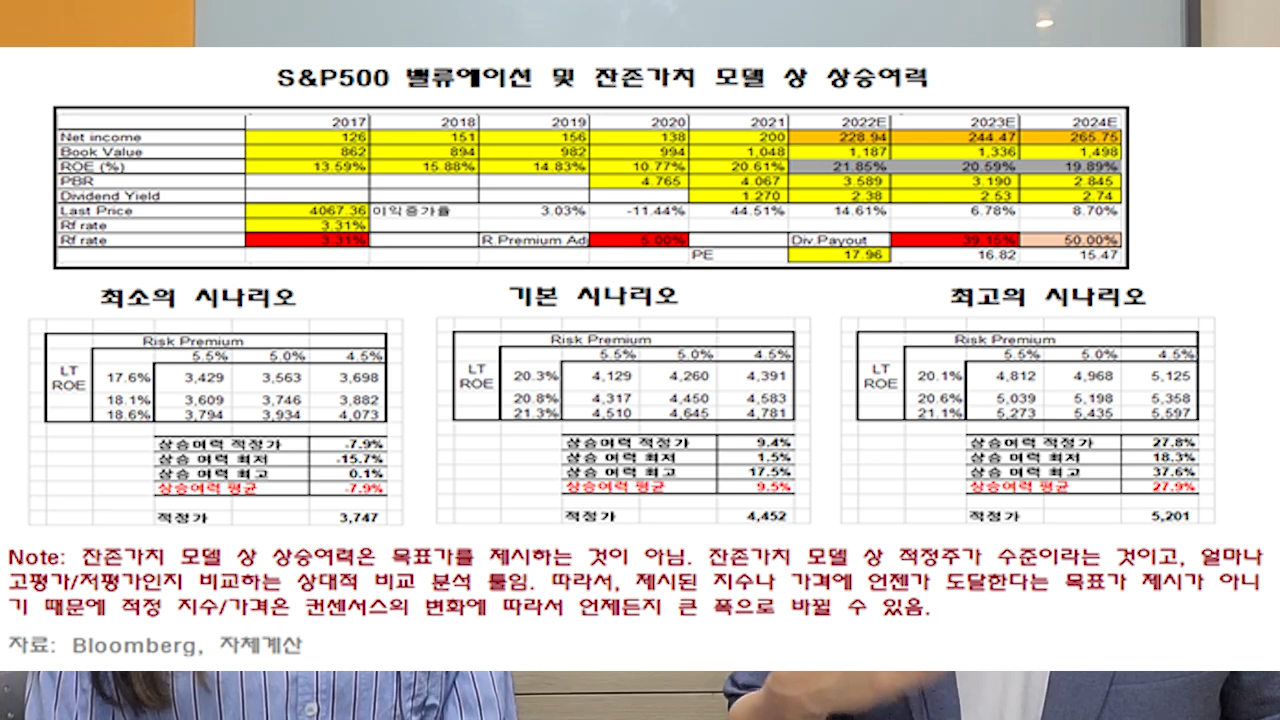 S&P500 밸류에이션 및 잔존가치 모델 상 상승여력
2017 2018 2019 2020 2021 2022E 2023E 2024E
Net income 126 151 156 138 200 228.94 244.47 265.75
Book Value 862 894 982 994 1,048 1,187 1,336 1,498
ROE (%) 13.59% 15.88% 14.83% 10.77% 20.61% 21.85% 20.59% 19.89%
PBR 4.765 4.067 3.589 3.190 2.845
Dividend Yield 1.270 2.38 2.53 2.74
Last Price 4067.36 이익증가율 3.03% -11.44% 44.51% 14.61% 6.78% 8.70%
Rf rate 3.31%
Rf rate 3.31% R.Premium Ad 5.00% Div.Payout 39.15% 50.00%
PE 17.96 16.82 15.47
최소의 시나리오
Risk Premium
5.5% 5.0% 4.5%
LT
ROE
17.6% 3,429 3,563 3,698
18.1% 3,609 3,746 3,882
18.6% 3,794 3,934 4,073
상승여력 적정가 -7.9%
상승 여력 최저 -15.7%
상승 여력 최고 0.1%
상승여력 평균 -7.9%
적정가 3,747
기본 시나리오
Risk Premium
5.5% 5.0% 4.5%
LT
ROE
20.3% 4,129 4,260 4,391
20.8% 4,317 4,450 4,583
21.3% 4,510 4,645 4,781
상승여력 적정가 9.4%
상승 여력 최저 1.5%
상승 여력 최고 17.5%
상승여력 평균 9.5%
적정가 4,452
최고의 시나리오
Risk Premium
5.5% 5.0% 4.5%
LT
ROE
20.1% 4,812 4,968 5,125
20.6% 5,039 5,198 5,358
21.1% 5,273 5,435 5,597
상승여력 적정가 27.8%
상승 여력 최저 18.3%
상승 여력 최고 37.6%
상승여력 평균 27.9%
적정가 5,201
Note: 잔존가치 모델 상 상승여력은 목표가를 제시하는 것이 아님. 잔존가치 모델 상 적정주가 수준이라는 것이고, 얼마나
고평가/저평가인지 비교하는 상대적 비교 분석 툴임. 따라서, 제시된 지수나 가격에 언젠가 도달한다는 목표가 제시가 아니
기 때문에 적정 지수/가격은 컨센서스의 변화에 따라서 언제든지 큰 폭으로 바뀔 수 있음.
자료: Bloomberg, 자체계산